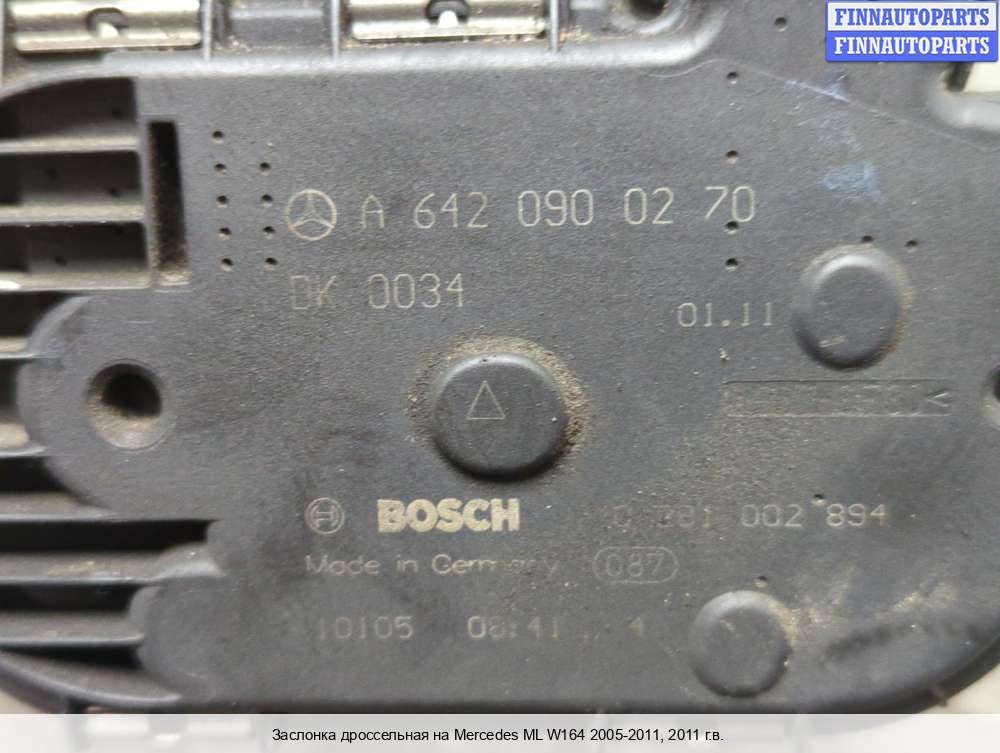 FINNAUTOPARTS
FINNAUTOPARTS
A 642 090 02 70
DK 0034
01.11
BOSCH 0 281 002 894
Made in Germany 087
10105 08:41 4
Заслонка дроссельная на Mercedes ML W164 2005-2011, 2011 г.в.